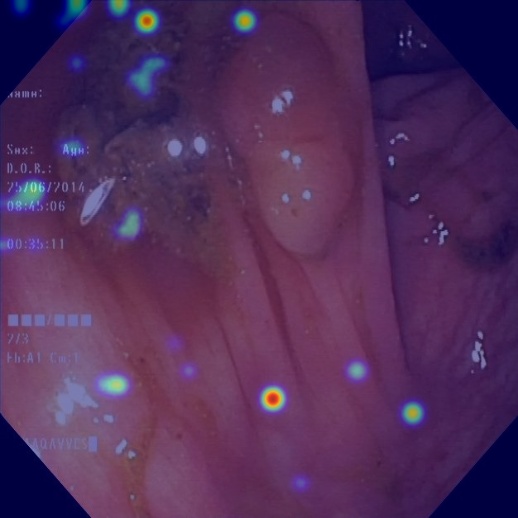 Name:
Sex: Age:
D.O.B.:
25/06/2014
08:45:06
00:35:11
■■■/■■■
2/3
Eh:A1 Cm:1